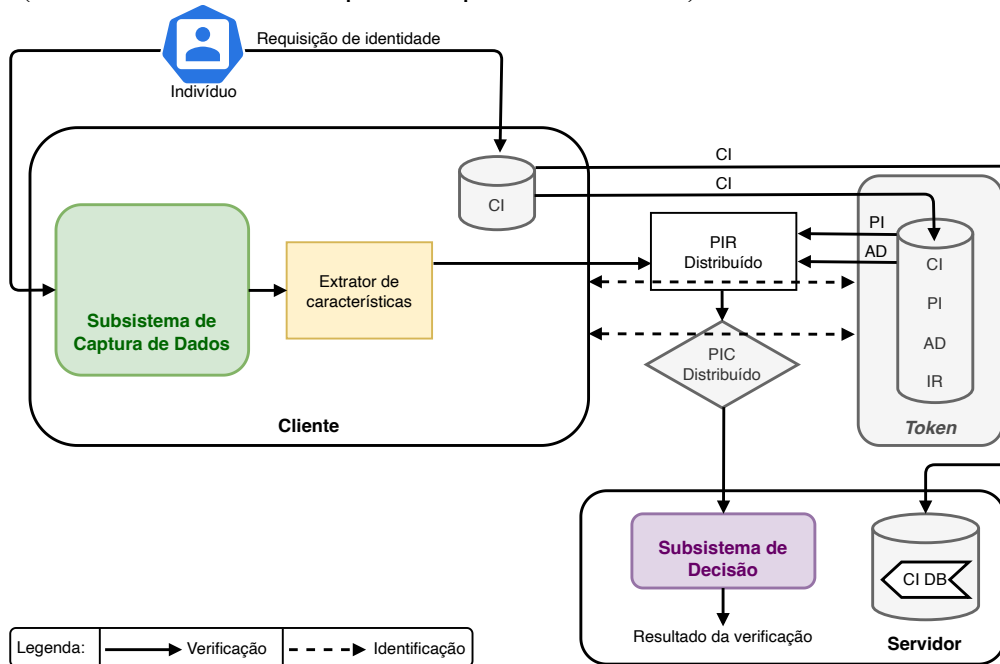 Requisição de identidade
Indivíduo
CI
CI
CI
Subsistema de
Captura de Dados
Extrator de
características
PIR
Distribuído
PI
AD
CI
PI
AD
IR
PIC
Distribuído
Cliente
Token
Subsistema de
Decisão
CI DB
Resultado da verificação
Servidor
Legenda:
Verificação
Identificação